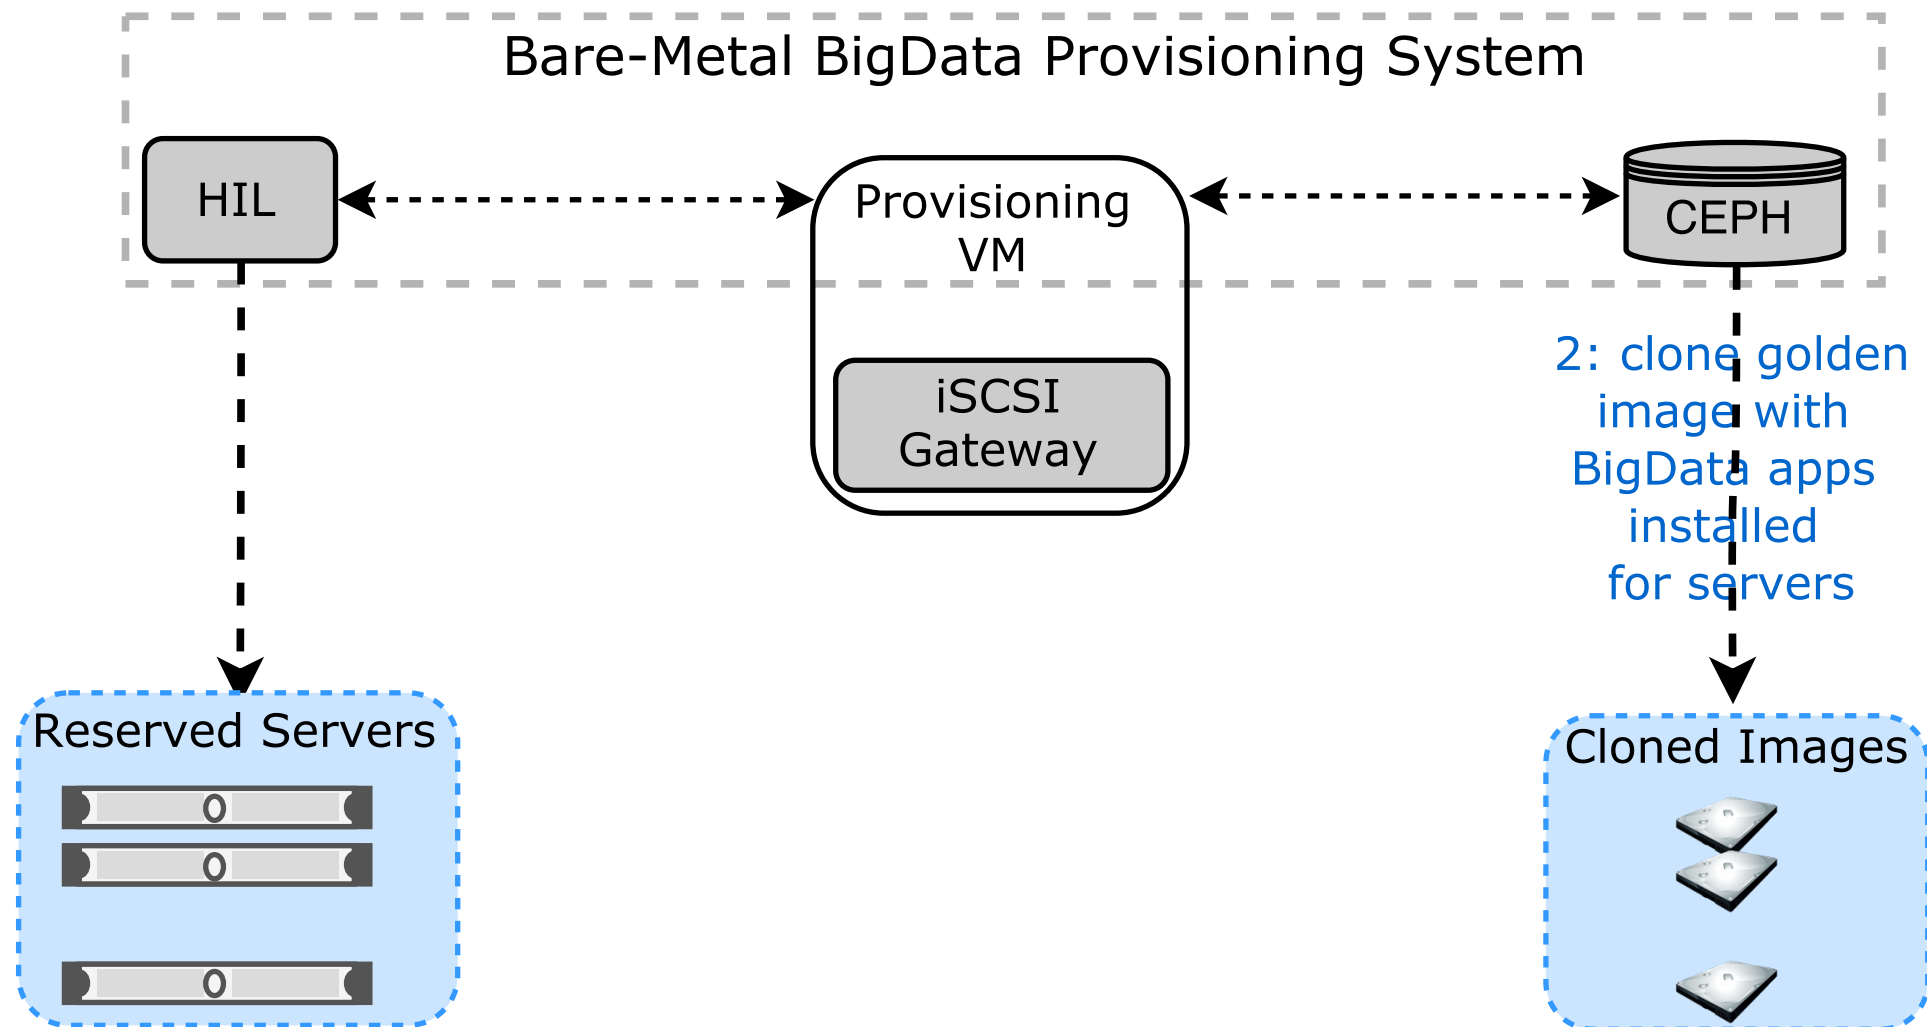 Bare-Metal BigData Provisioning System
HIL
Provisioning
VM
CEPH
iSCSI
Gateway
2: clone golden
image with
BigData apps
installed
for servers
Reserved Servers
Cloned Images